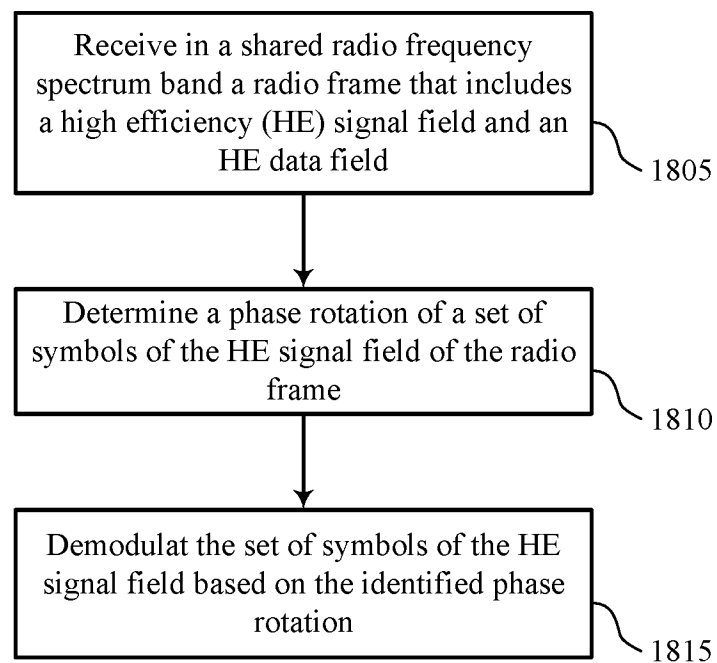 Receive in a shared radio frequency
spectrum band a radio frame that includes
a high efficiency (HE) signal field and an
HE data field
1805
Determine a phase rotation of a set of
symbols of the HE signal field of the radio
frame
1810
Demodulat the set of symbols of the HE
signal field based on the identified phase
rotation
1815